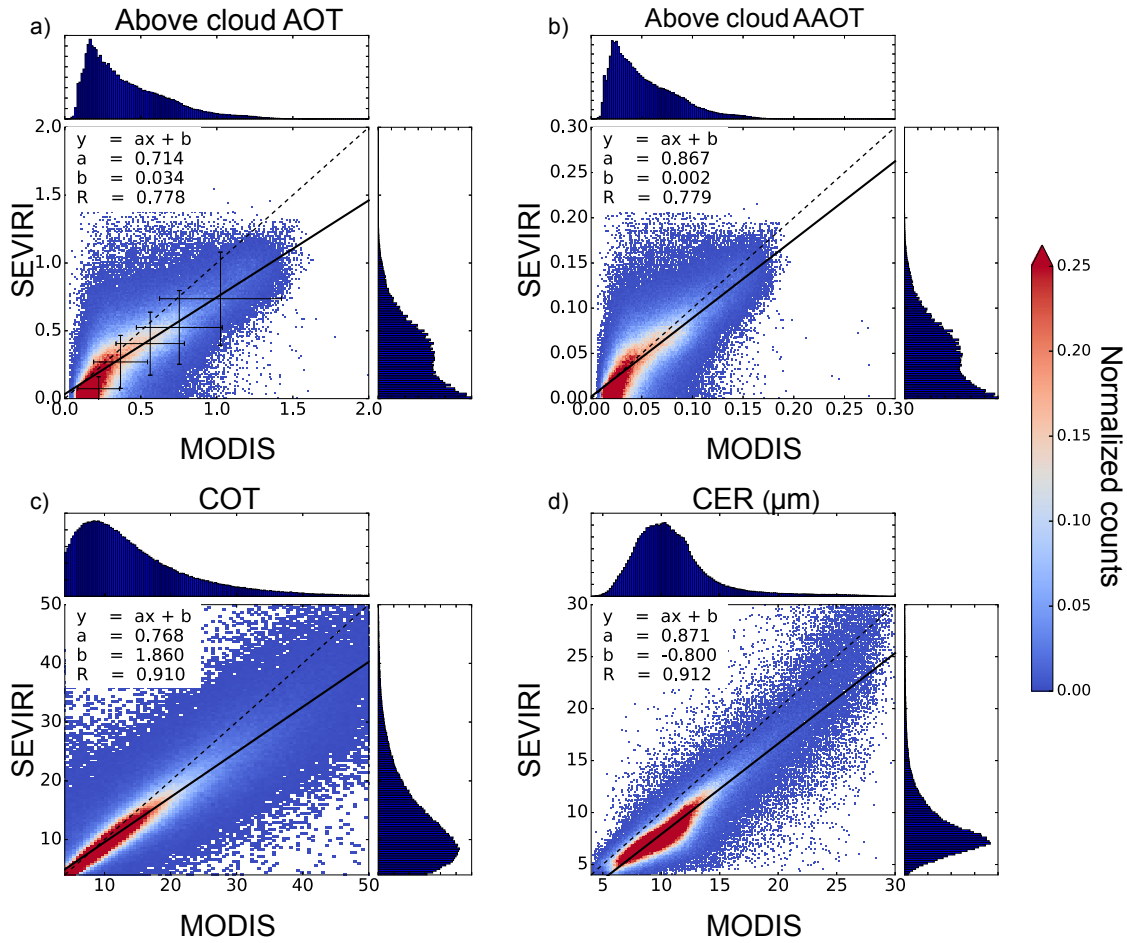 a) Above cloud AOT
y = ax + b
a = 0.714
b = 0.034
R = 0.778
SEVIRI
2.0
1.5
1.0
0.5
0.0
0.0 0.5 1.0 1.5 2.0
MODIS
b) Above cloud AAOT
y = ax + b
a = 0.867
b = 0.002
R = 0.779
SEVIRI
0.30
0.25
0.20
0.15
0.10
0.05
0.00
0.00 0.05 0.10 0.15 0.20 0.25 0.30
MODIS
c) COT
y = ax + b
a = 0.768
b = 1.860
R = 0.910
SEVIRI
50
40
30
20
10
10 20 30 40 50
MODIS
d) CER (µm)
y = ax + b
a = 0.871
b = -0.800
R = 0.912
SEVIRI
30
25
20
15
10
5
5 10 15 20 25 30
MODIS
0.25
0.20
0.15
0.10
0.05
0.00
Normalized counts